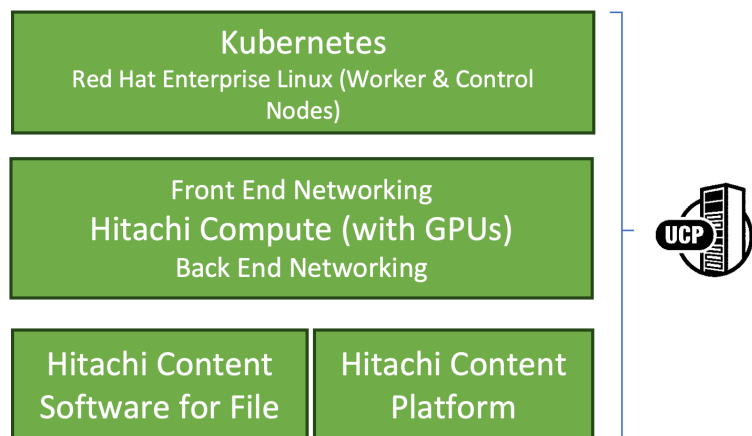 Kubernetes
Red Hat Enterprise Linux (Worker & Control
Nodes)
Front End Networking
Hitachi Compute (with GPUs)
Back End Networking
UCP
Hitachi Content
Software for File
Hitachi Content
Platform